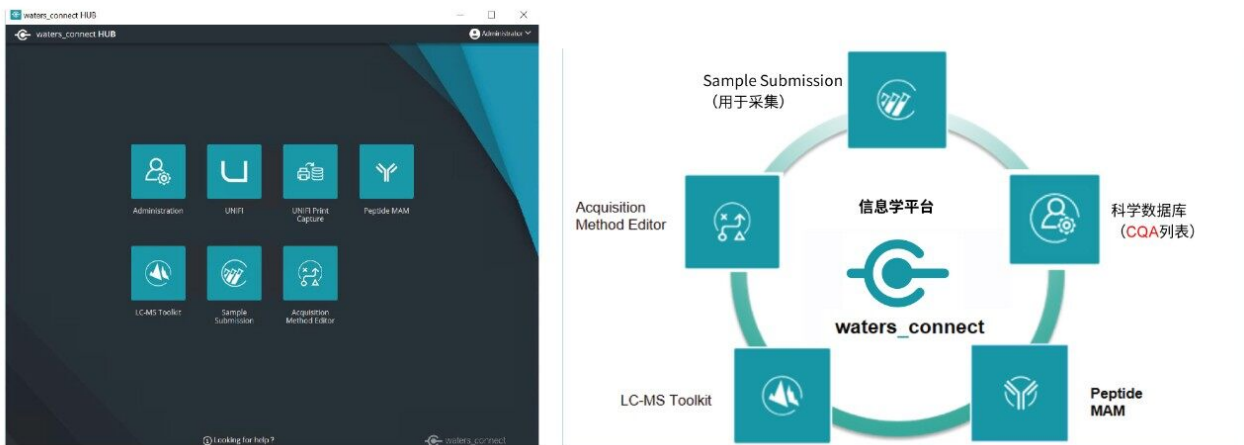 waters_connect HUB
waters_connect HUB
Administrator
Administration
UNIFI
UNIFI Print
Capture
Peptide MAM
LC-MS Toolkit
Sample
Submission
Acquisition
Method Editor
Looking for help?
waters_connect
Sample Submission
（用于采集）
Acquisition
Method Editor
信息学平台
科学数据库
（CQA列表）
waters_connect
LC-MS Toolkit
Peptide
MAM